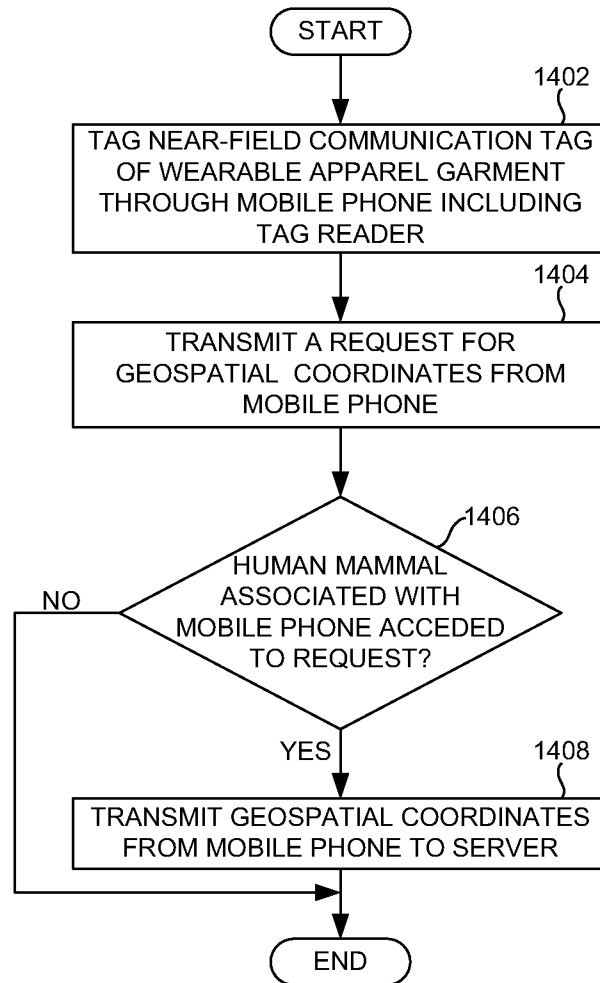 START
1402
TAG NEAR-FIELD COMMUNICATION TAG
OF WEARABLE APPAREL GARMENT
THROUGH MOBILE PHONE INCLUDING
TAG READER
1404
TRANSMIT A REQUEST FOR
GEOSPATIAL COORDINATES FROM
MOBILE PHONE
1406
HUMAN MAMMAL
ASSOCIATED WITH
MOBILE PHONE ACCEDED
TO REQUEST?
NO
YES
1408
TRANSMIT GEOSPATIAL COORDINATES
FROM MOBILE PHONE TO SERVER
END